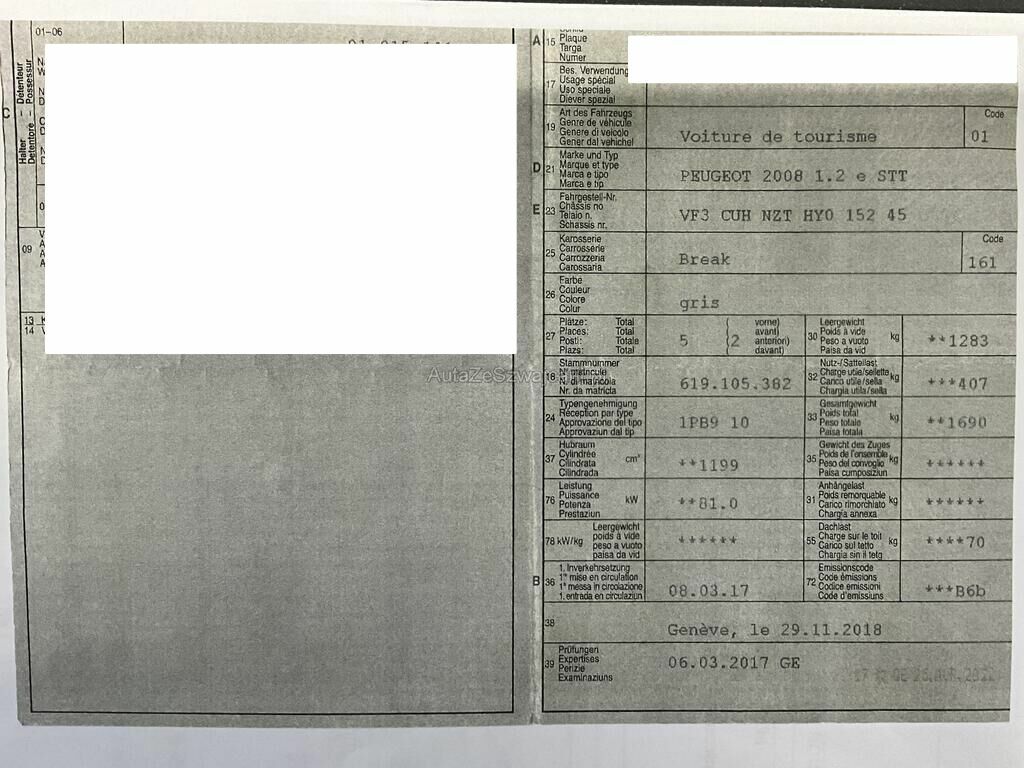 01-06
C
Halter - Détenteur
Detentore - Possessur
09
13
14
A 15
Plaque
Targa
Numer
17 Bes. Verwendung
Usage spécial
Uso speciale
Diever spezial
19 Art des Fahrzeugs
Genre de véhicule
Genere di veicolo
Gener dal vehichel
Voiture de tourisme
Code
01
D 21 Marke und Typ
Marque et type
Marca e tipo
Marca e tip
PEUGEOT 2008 1.2 e STT
E 23 Fahrgestell-Nr.
Châssis no
Telaio n.
Schassis nr.
VF3 CUH NZT HY0 152 45
25 Karosserie
Carrosserie
Carrozzeria
Carossaria
Break
Code
161
26 Farbe
Couleur
Colore
Colur
gris
27 Plätze: Total
Places: Total
Posti: Totale
Plazs: Total
5 (2
vorne)
avant)
anteriori)
davant)
30 Leergewicht
Poids à vide
Peso a vuoto
Paisa da vid
kg
**1283
18 Stammnummer
N° matricule
N. di matricola
Nr. da matricla
619.105.382
32 Nutz-/Sattellast
Charge utile/sellette
Carico utile/sella
Chargia utila/sella
kg
***407
24 Typengenehmigung
Réception par type
Approvazione del tipo
Approvaziun dal tip
1PB9 10
33 Gesamtgewicht
Poids total
Peso totale
Paisa totala
kg
**1690
37 Hubraum
Cylindrée
Cilindrata
Cilindrada
cm³
**1199
35 Gewicht des Zuges
Poids de l'ensemble
Peso del convoglio
Paisa cumposiziun
kg
******
76 Leistung
Puissance
Potenza
Prestaziun
kW
**81.0
31 Anhängelast
Poids remorquable
Carico rimorchiato
Chargia annexa
kg
******
78 kW/kg
Leergewicht
poids à vide
peso a vuoto
paisa da vid
******
55 Dachlast
Charge sur le toit
Carico sul tetto
Chargia sin il tetg
kg
****70
B 36 1. Inverkehrsetzung
1re mise en circulation
1a messa in circolazione
1. entrada en circulaziun
08.03.17
72 Emissionscode
Code émissions
Codice emissioni
Code d'emissiuns
***B6b
38
Genève, le 29.11.2018
39 Prüfungen
Expertises
Perizie
Examinaziuns
06.03.2017 GE